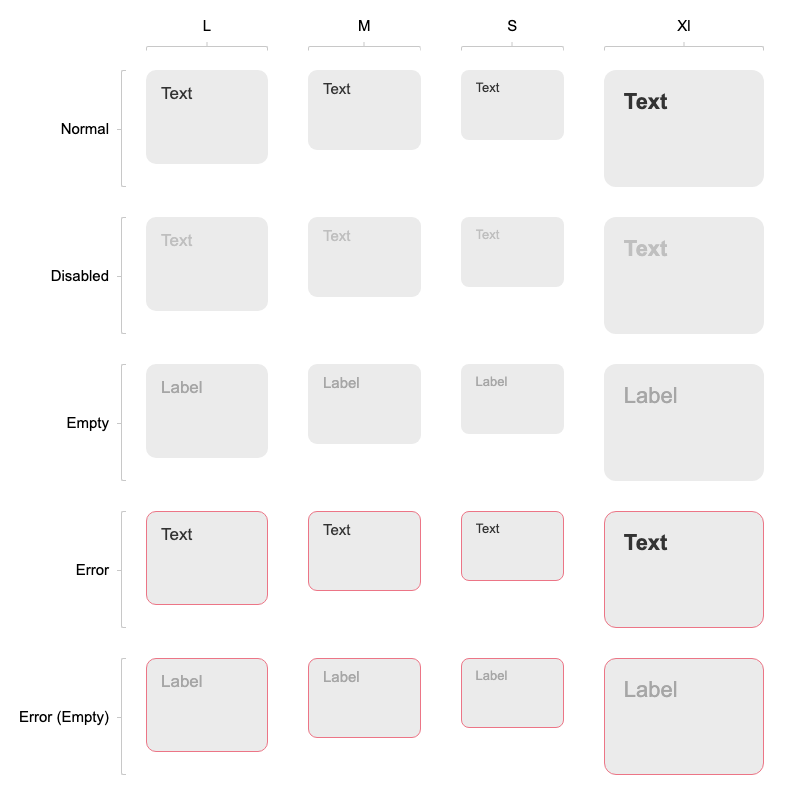 L M S Xl
Normal Text Text Text Text
Disabled Text Text Text Text
Empty Label Label Label Label
Error Text Text Text Text
Error (Empty) Label Label Label Label